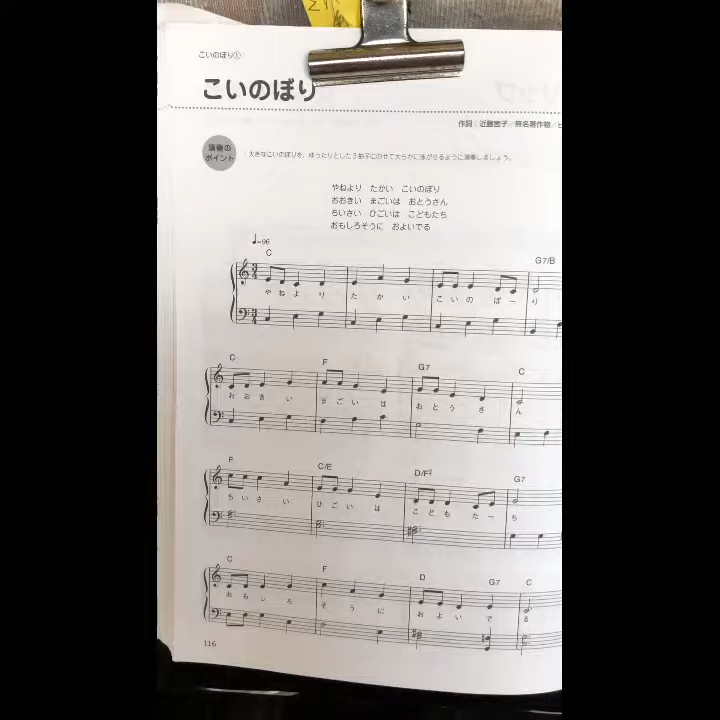 こいのぼり①
こいのぼり
作詞：近藤宮子／無名著作物／
演奏の
ポイント
・大きなこいのぼりを、ゆったりとした3拍子にのせて大らかに泳がせるように演奏しましょう。
やねより　たかい　こいのぼり
おおきい　まごいは　おとうさん
ちいさい　ひごいは　こどもたち
おもしろそうに　およいでる
♩=96
C G7/B
や ね よ り た か い こ い の ぼ ー り
C F G7 C
お お き い ま ご い は お と う さ ん
F C/E D/F♯ G7
ち い さ い ひ ご い は こ ど も た ー ち
C F D G7 C
お も し ろ そ う に お よ い で る
116